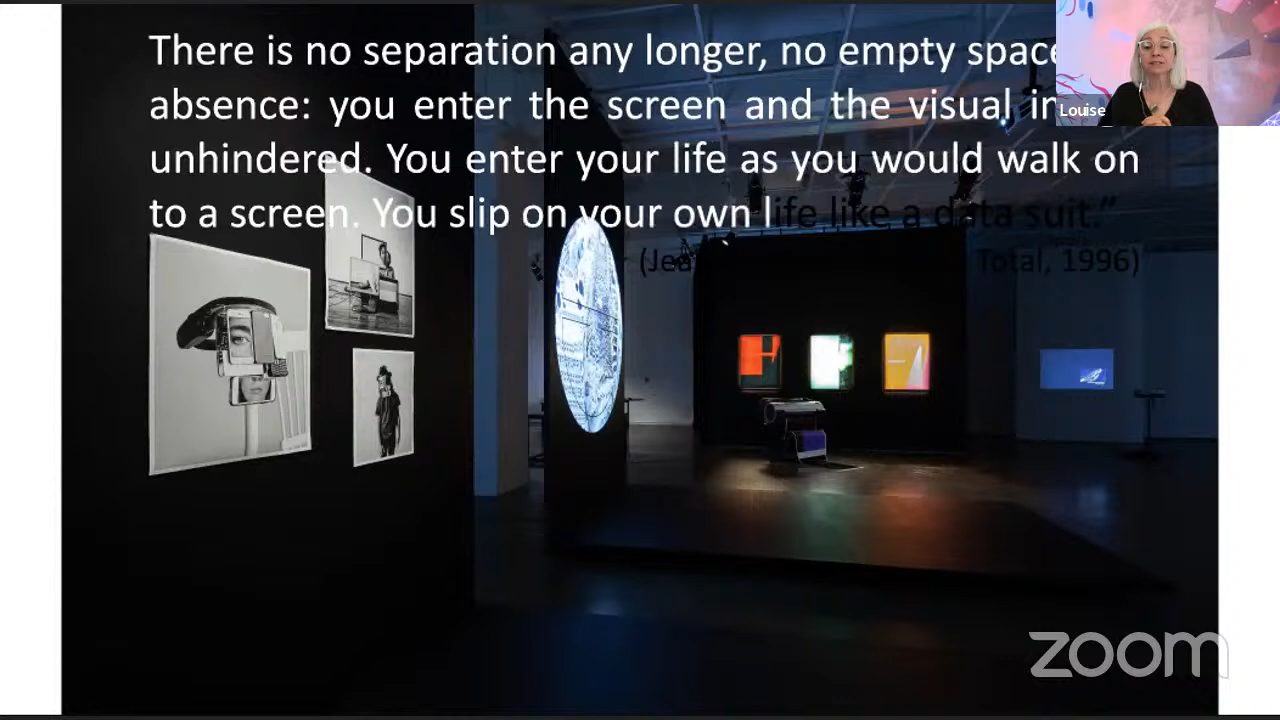 There is no separation any longer, no empty space
absence: you enter the screen and the visual
unhindered. You enter your life as you would walk on
to a screen. You slip on your own life like a data suit.”
Total, 1996)
Louise
zoom